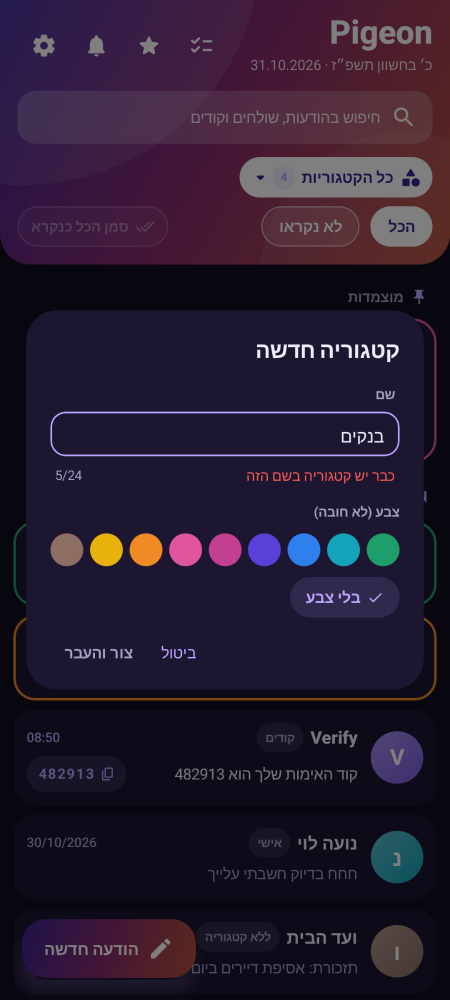 Pigeon
כ׳ בחשוון תשפ״ז · 31.10.2026
חיפוש בהודעות, שולחים וקודים
כל הקטגוריות 4
הכל
לא נקראו
סמן הכל כנקרא
מוצמדות
קטגוריה חדשה
שם
בנקים
כבר יש קטגוריה בשם הזה
5/24
צבע (לא חובה)
בלי צבע
ביטול
צור והעבר
V
Verify
קודים
08:50
קוד האימות שלך הוא 482913
482913
נ
נועה לוי
אישי
30/10/2026
חחח בדיוק חשבתי עלייך
ו
ועד הבית
ללא קטגוריה
תזכורת: אסיפת דיירים ביום
הודעה חדשה